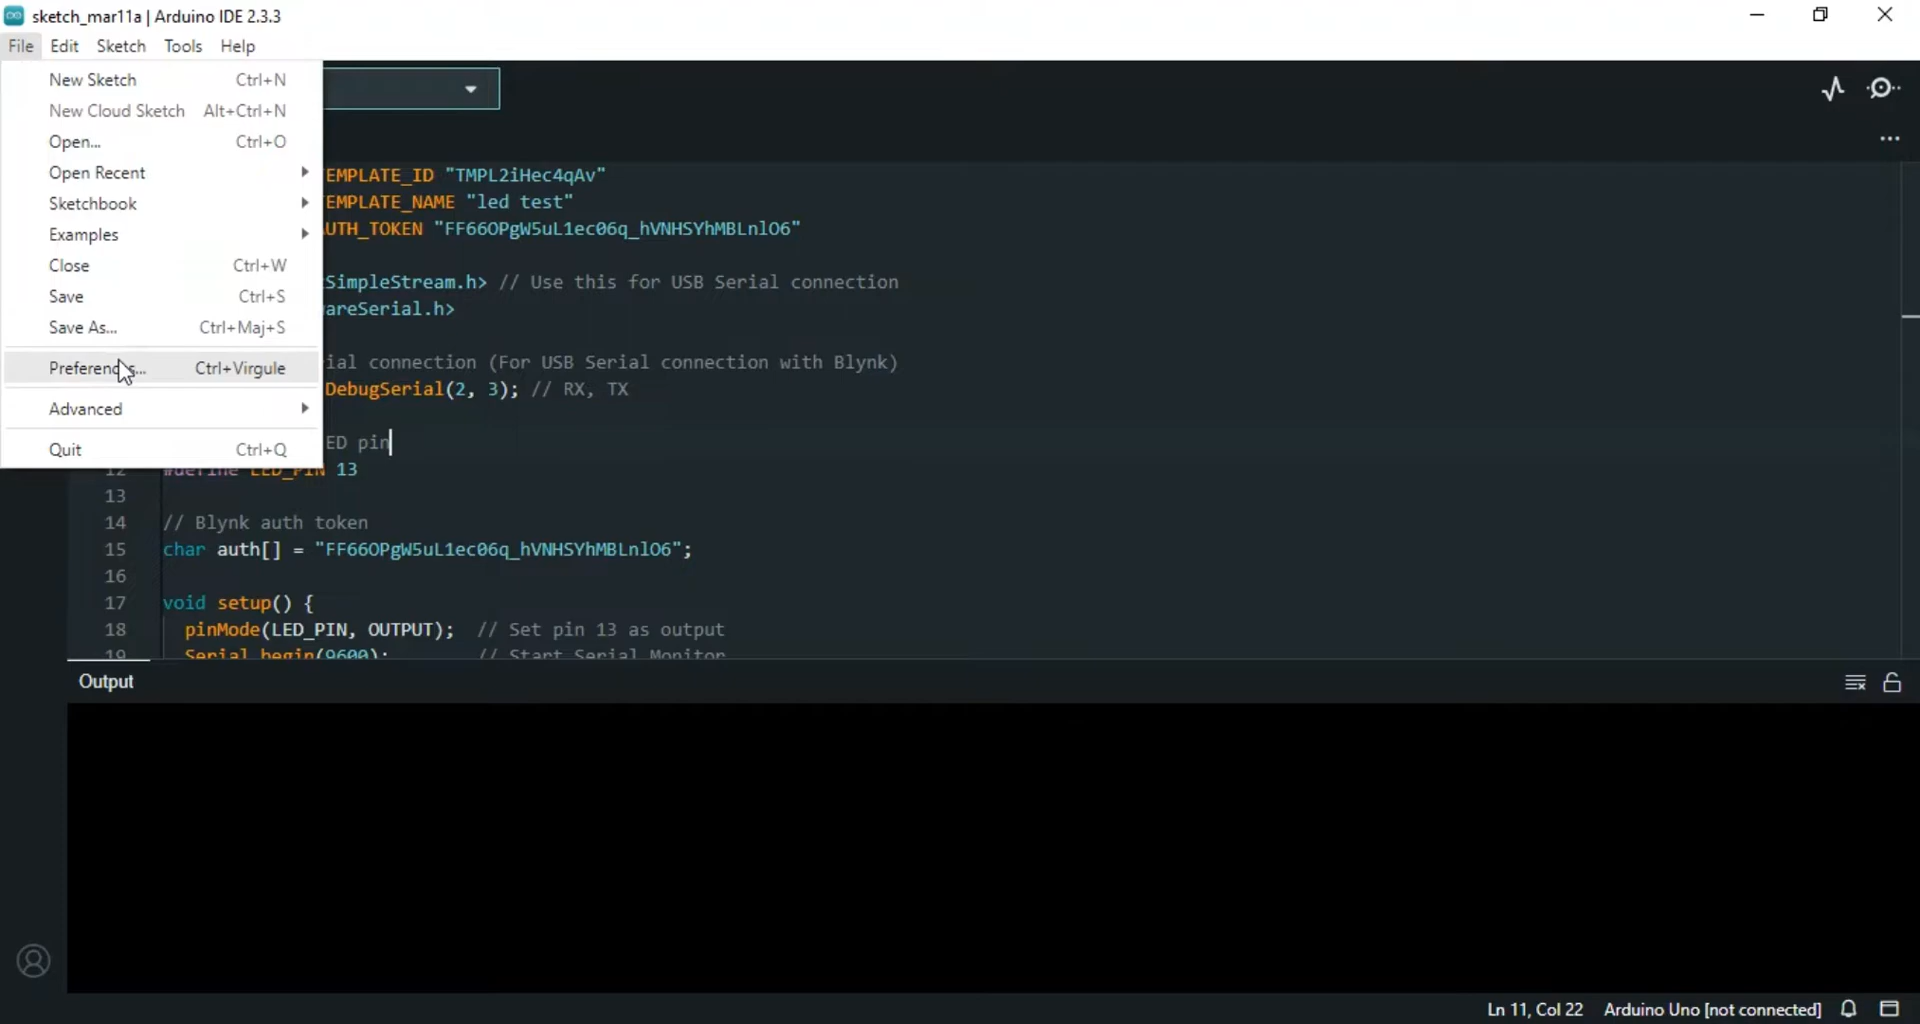 sketch_mar11a | Arduino IDE 2.3.3
File Edit Sketch Tools Help
New Sketch Ctrl+N
New Cloud Sketch Alt+Ctrl+N
Open... Ctrl+O
Open Recent
Sketchbook
Examples
Close Ctrl+W
Save Ctrl+S
Save As... Ctrl+Maj+S
Preferences... Ctrl+Virgule
Advanced
Quit Ctrl+Q
EMPLATE_ID "TMPL2iHec4qAv"
EMPLATE_NAME "led test"
UTH_TOKEN "FF66OPgW5uL1ec06q_hVNHSYhMBLnlO6"
SimpleStream.h> // Use this for USB Serial connection
areSerial.h>
ial connection (For USB Serial connection with Blynk)
DebugSerial(2, 3); // RX, TX
ED pin
12 #define LED_PIN 13
13
14 // Blynk auth token
15 char auth[] = "FF66OPgW5uL1ec06q_hVNHSYhMBLnlO6";
16
17 void setup() {
18 pinMode(LED_PIN, OUTPUT); // Set pin 13 as output
19 Serial.begin(9600); // Start Serial Monitor
Output
Ln 11, Col 22 Arduino Uno [not connected]